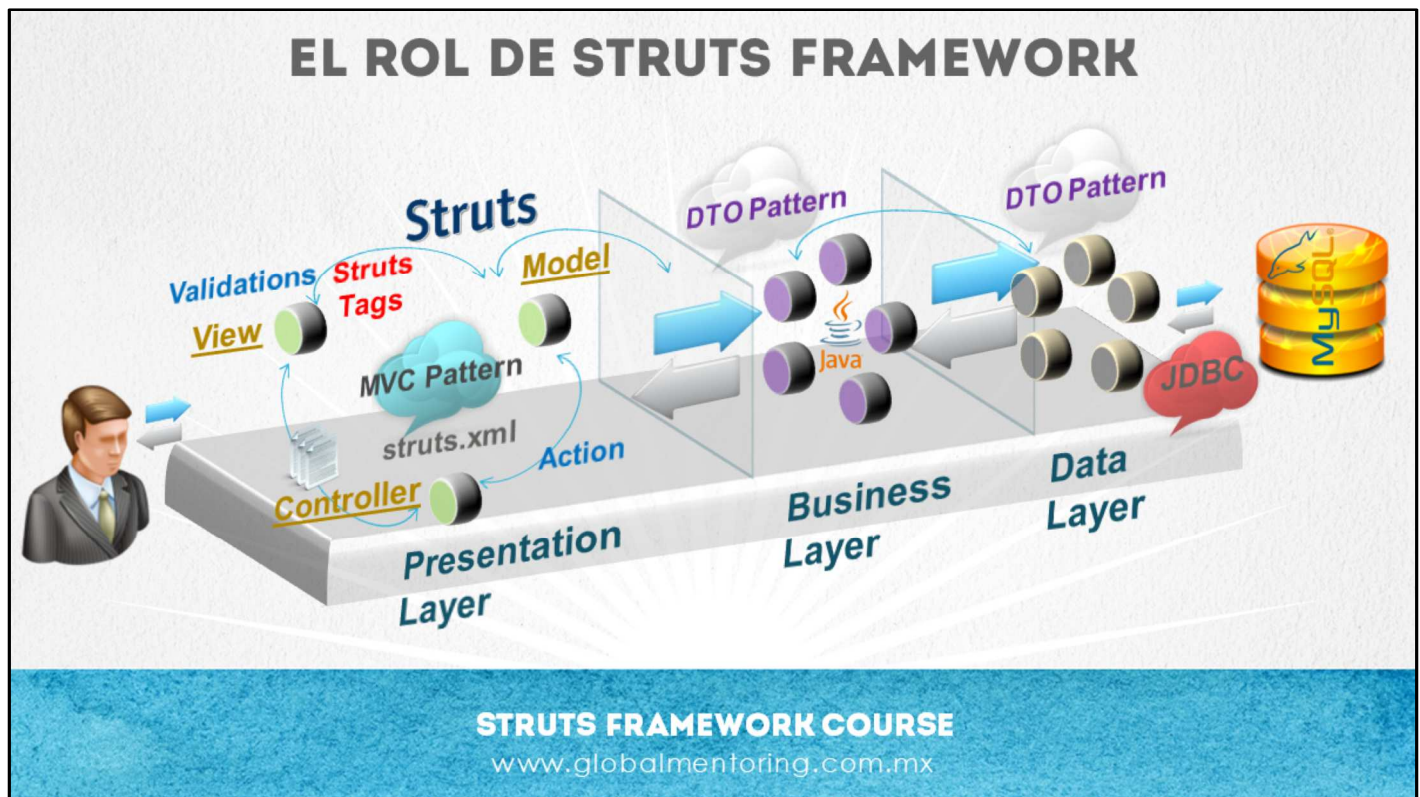 EL ROL DE STRUTS FRAMEWORK
Struts
Validations
Struts
Tags
View
Model
MVC Pattern
struts.xml
Controller
Action
Presentation
Layer
DTO Pattern
Java
Business
Layer
DTO Pattern
Data
Layer
JDBC
MySQL.
STRUTS FRAMEWORK COURSE
www.globalmentoring.com.mx